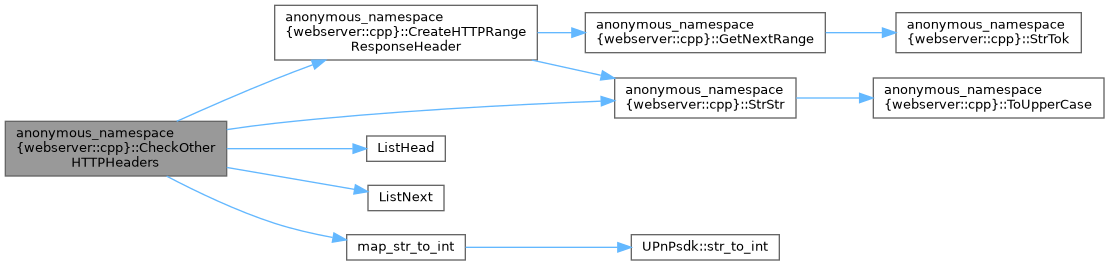 anonymous_namespace
{webserver::cpp}::CreateHTTPRange
ResponseHeader
anonymous_namespace
{webserver::cpp}::GetNextRange
anonymous_namespace
{webserver::cpp}::StrTok
anonymous_namespace
{webserver::cpp}::StrStr
anonymous_namespace
{webserver::cpp}::ToUpperCase
anonymous_namespace
{webserver::cpp}::CheckOther
HTTPHeaders
ListHead
ListNext
map_str_to_int
UPnPsdk::str_to_int